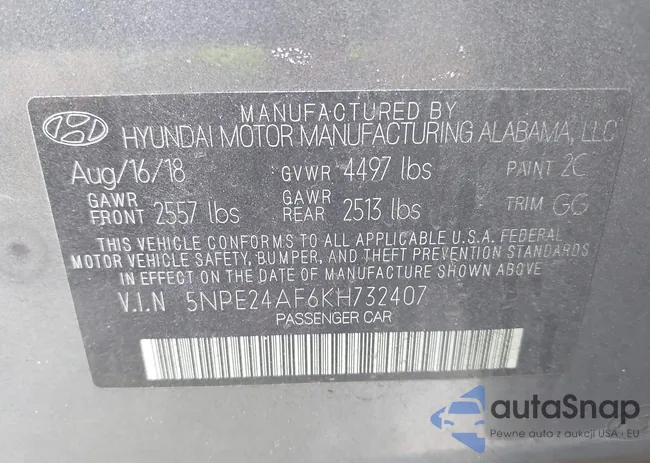 MANUFACTURED BY
HYUNDAI MOTOR MANUFACTURING ALABAMA, LLC
Aug/16/18 GVWR 4497 lbs PAINT 2C
GAWR FRONT 2557 lbs GAWR REAR 2513 lbs TRIM GG
THIS VEHICLE CONFORMS TO ALL APPLICABLE U.S.A. FEDERAL
MOTOR VEHICLE SAFETY, BUMPER, AND THEFT PREVENTION STANDARDS
IN EFFECT ON THE DATE OF MANUFACTURE SHOWN ABOVE
V.I.N 5NPE24AF6KH732407
PASSENGER CAR
autaSnap
Pewne auto z aukcji USA i EU